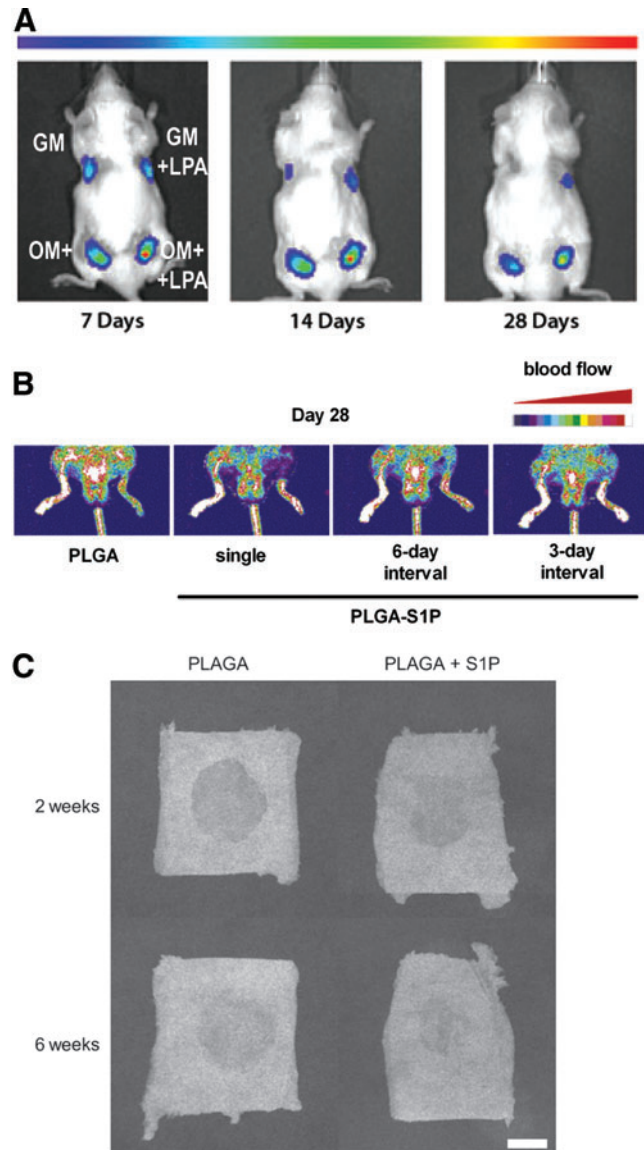 A
GM
GM
+LPA
OM+
OM+
+LPA
7 Days
14 Days
28 Days
B
blood flow
Day 28
PLGA
single
6-day
interval
3-day
interval
PLGA-S1P
C
PLAGA
PLAGA + S1P
2 weeks
6 weeks